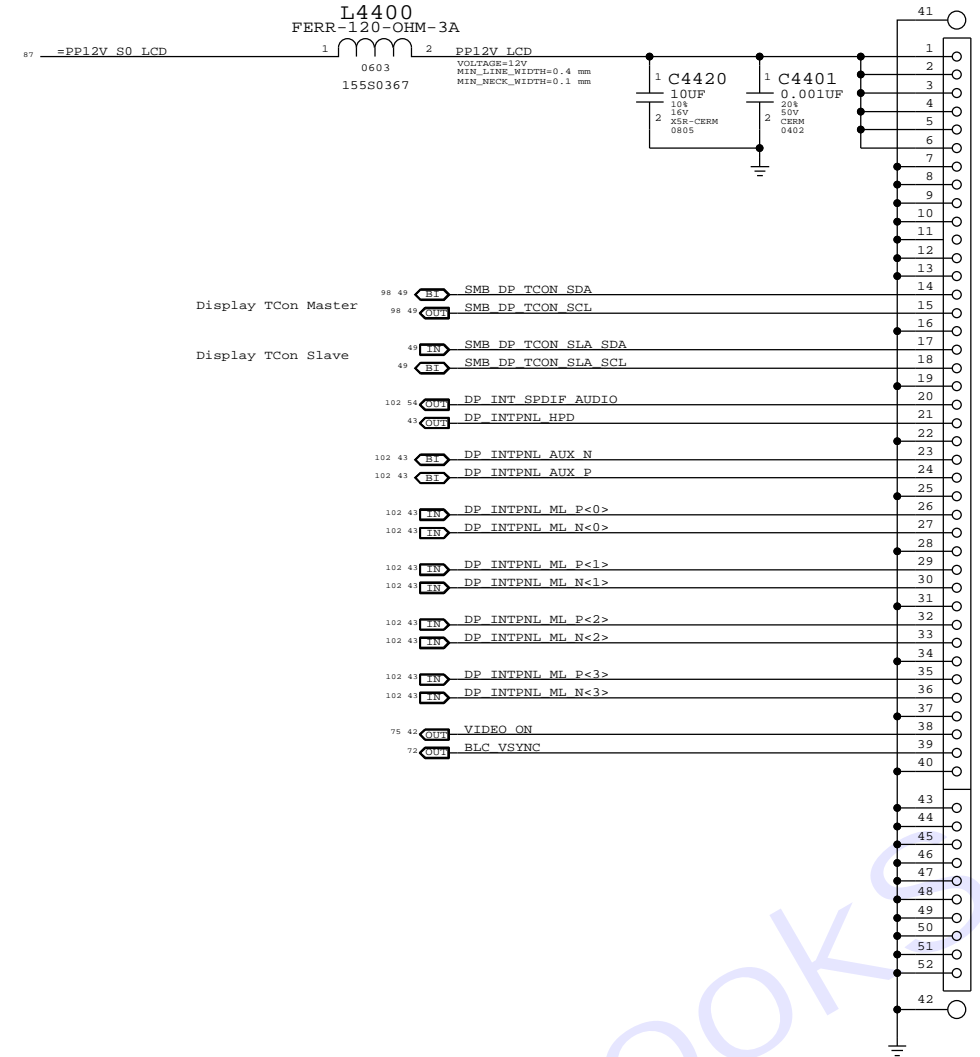 L4400
FERR-120-OHM-3A
87 =PP12V_S0_LCD 1 2 PP12V_LCD
0603
155S0367
VOLTAGE=12V
MIN_LINE_WIDTH=0.4 mm
MIN_NECK_WIDTH=0.1 mm
1 C4420
10UF
10%
16V
2 X5R-CERM
0805
1 C4401
0.001UF
20%
50V
2 CERM
0402
41
1
2
3
4
5
6
7
8
9
10
11
12
13
Display TCon Master
98 49 BI SMB_DP_TCON_SDA 14
98 49 OUT SMB_DP_TCON_SCL 15
16
Display TCon Slave
49 IN SMB_DP_TCON_SLA_SDA 17
49 BI SMB_DP_TCON_SLA_SCL 18
19
102 54 OUT DP_INT_SPDIF_AUDIO 20
43 OUT DP_INTPNL_HPD 21
22
102 43 BI DP_INTPNL_AUX_N 23
102 43 BI DP_INTPNL_AUX_P 24
25
102 43 IN DP_INTPNL_ML_P<0> 26
102 43 IN DP_INTPNL_ML_N<0> 27
28
102 43 IN DP_INTPNL_ML_P<1> 29
102 43 IN DP_INTPNL_ML_N<1> 30
31
102 43 IN DP_INTPNL_ML_P<2> 32
102 43 IN DP_INTPNL_ML_N<2> 33
34
102 43 IN DP_INTPNL_ML_P<3> 35
102 43 IN DP_INTPNL_ML_N<3> 36
37
75 42 OUT VIDEO_ON 38
72 OUT BLC_VSYNC 39
40
43
44
45
46
47
48
49
50
51
52
42